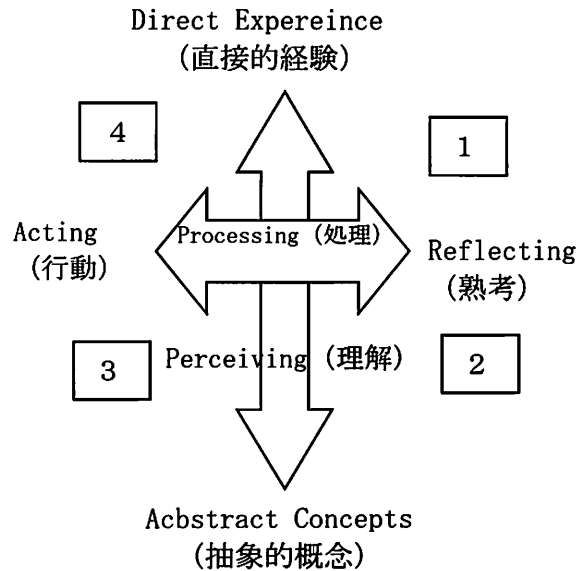 Direct Expereince
(直接的経験)
4
1
Acting
(行動)
Processing (処理)
Reflecting
(熟考)
3
Perceiving (理解)
2
Acbstract Concepts
(抽象的概念)